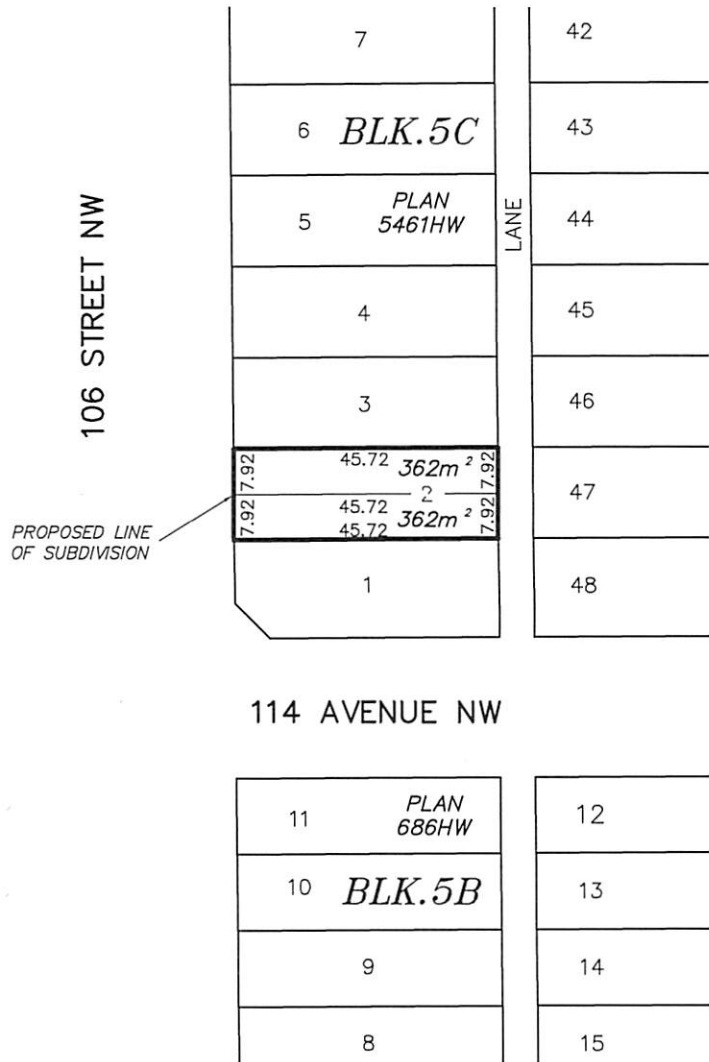 7
42
6
BLK.5C
43
5
PLAN
5461HW
LANE
44
106 STREET NW
4
45
3
46
7.92
45.72
362m²
7.92
2
47
7.92
45.72
362m²
7.92
45.72
PROPOSED LINE
OF SUBDIVISION
1
48
114 AVENUE NW
11
PLAN
686HW
12
10
BLK.5B
13
9
14
8
15